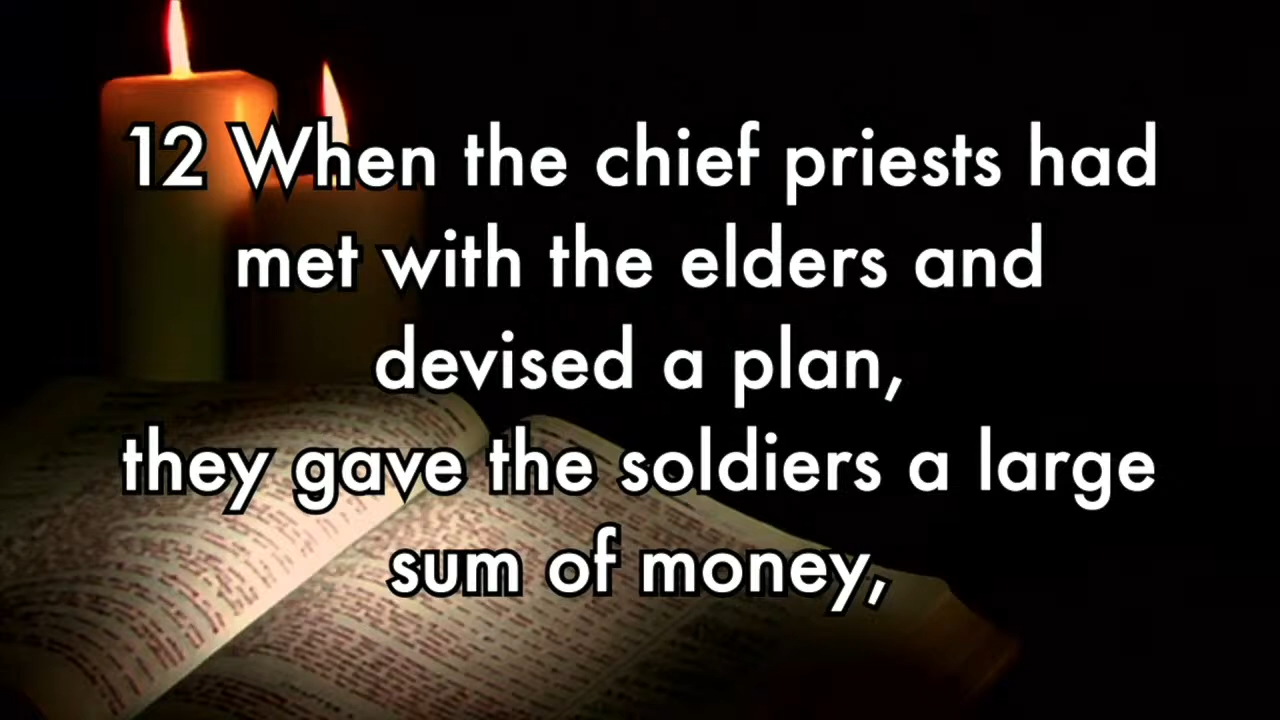 12 When the chief priests had
met with the elders and
devised a plan,
they gave the soldiers a large
sum of money,